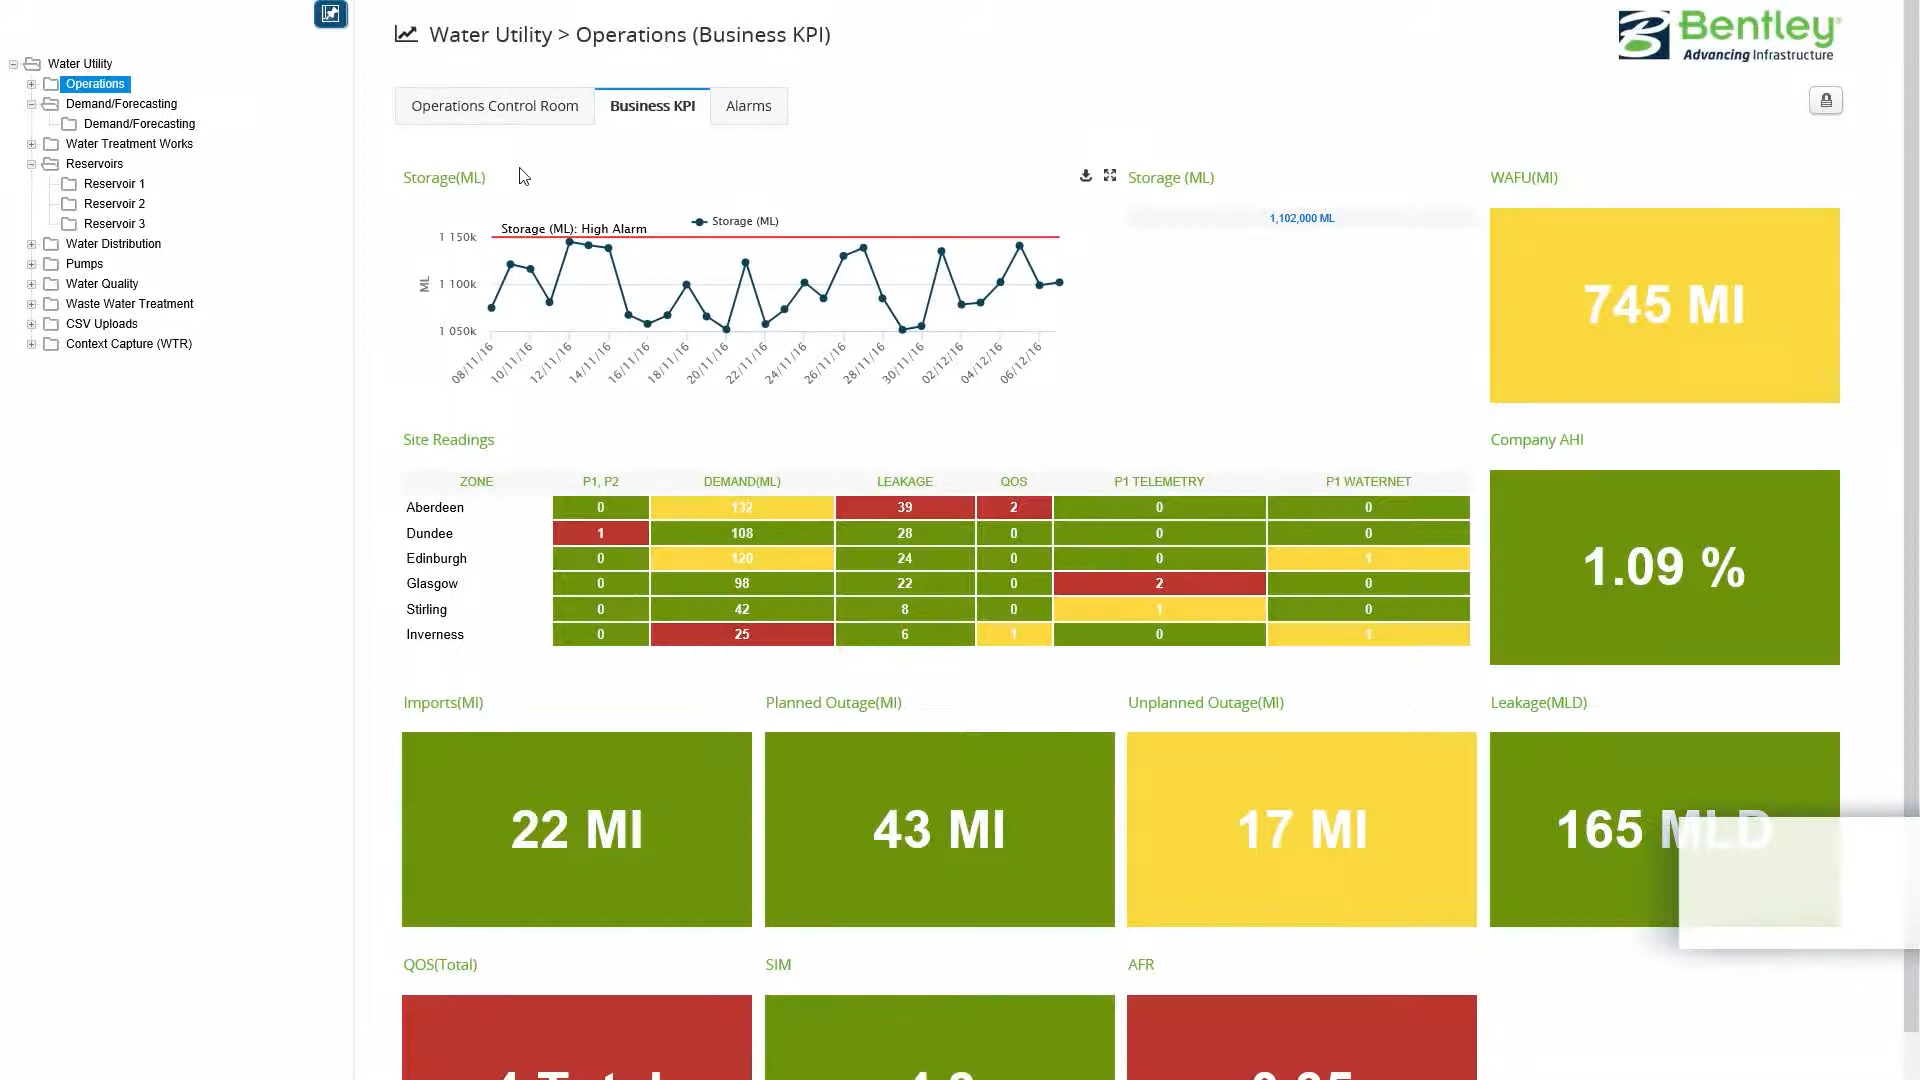 Water Utility
Operations
Demand/Forecasting
Demand/Forecasting
Water Treatment Works
Reservoirs
Reservoir 1
Reservoir 2
Reservoir 3
Water Distribution
Pumps
Water Quality
Waste Water Treatment
CSV Uploads
Context Capture (WTR)
Water Utility > Operations (Business KPI)
Bentley®
Advancing Infrastructure
Operations Control Room Business KPI Alarms
Storage(ML)
Storage (ML)
Storage (ML): High Alarm
1 150k
1 100k
1 050k
ML
08/11/16 10/11/16 12/11/16 14/11/16 16/11/16 18/11/16 20/11/16 22/11/16 24/11/16 26/11/16 28/11/16 30/11/16 02/12/16 04/12/16 06/12/16
Storage (ML)
1,102,000 ML
WAFU(Ml)
745 Ml
Site Readings
ZONE P1, P2 DEMAND(ML) LEAKAGE QOS P1 TELEMETRY P1 WATERNET
Aberdeen 0 132 39 2 0 0
Dundee 1 108 28 0 0 0
Edinburgh 0 120 24 0 0 1
Glasgow 0 98 22 0 2 0
Stirling 0 42 8 0 1 0
Inverness 0 25 6 1 0 1
Company AHI
1.09 %
Imports(Ml) Planned Outage(Ml) Unplanned Outage(Ml) Leakage(MLD)
22 Ml 43 Ml 17 Ml 165 MLD
QOS(Total) SIM AFR